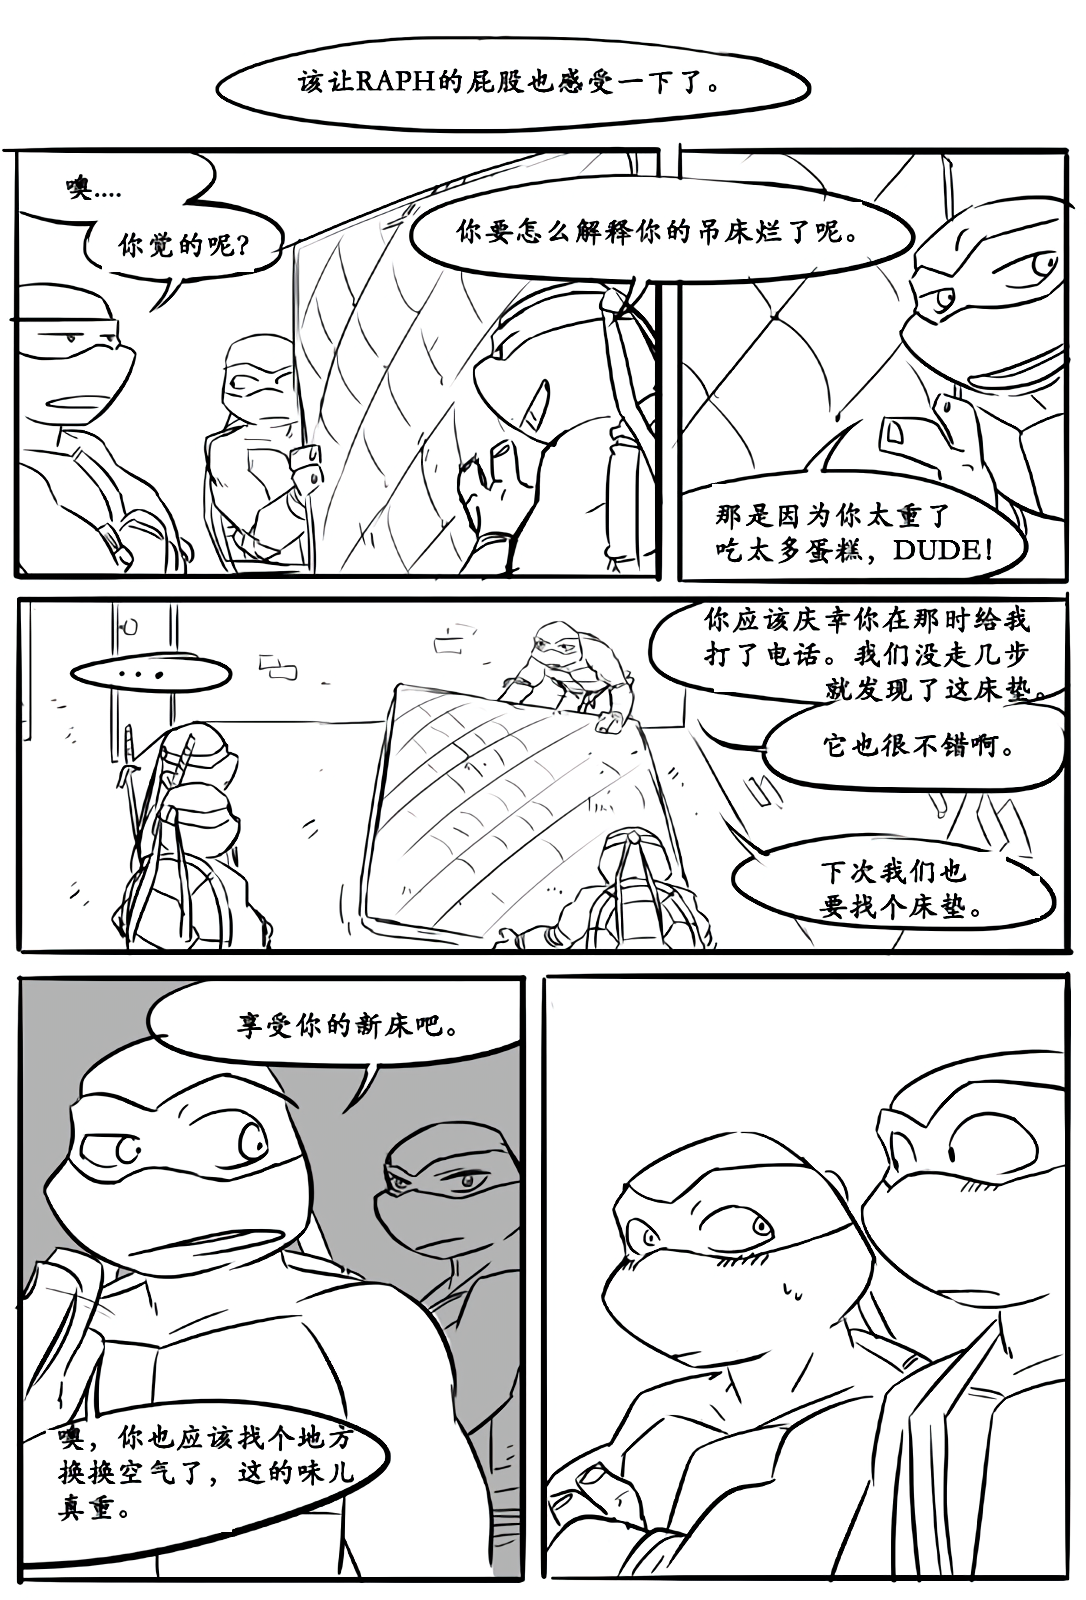 该让RAPH的屁股也感受一下了。
噢....
你觉的呢?
你要怎么解释你的吊床烂了呢。
那是因为你太重了
吃太多蛋糕，DUDE!
...
你应该庆幸你在那时给我
打了电话。我们没走几步
就发现了这床垫。
它也很不错啊。
下次我们也
要找个床垫。
享受你的新床吧。
噢，你也应该找个地方
换换空气了，这的味儿
真重。